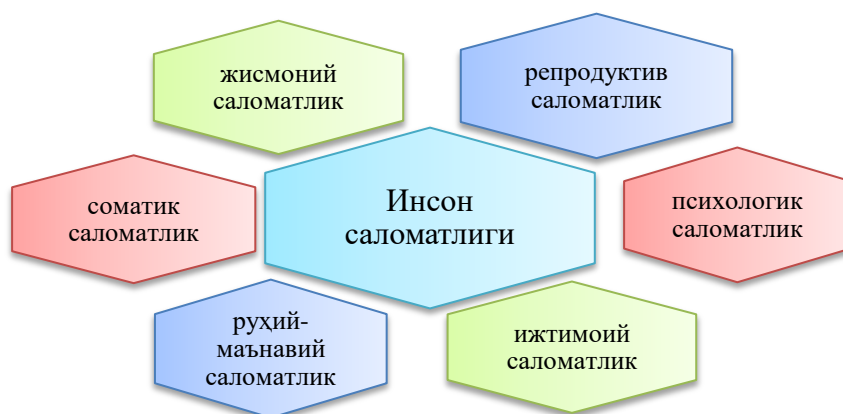 жисмоний
саломатлик
репродуктив
саломатлик
соматик
саломатлик
Инсон
саломатлиги
психологик
саломатлик
руҳий-
маънавий
саломатлик
ижтимоий
саломатлик